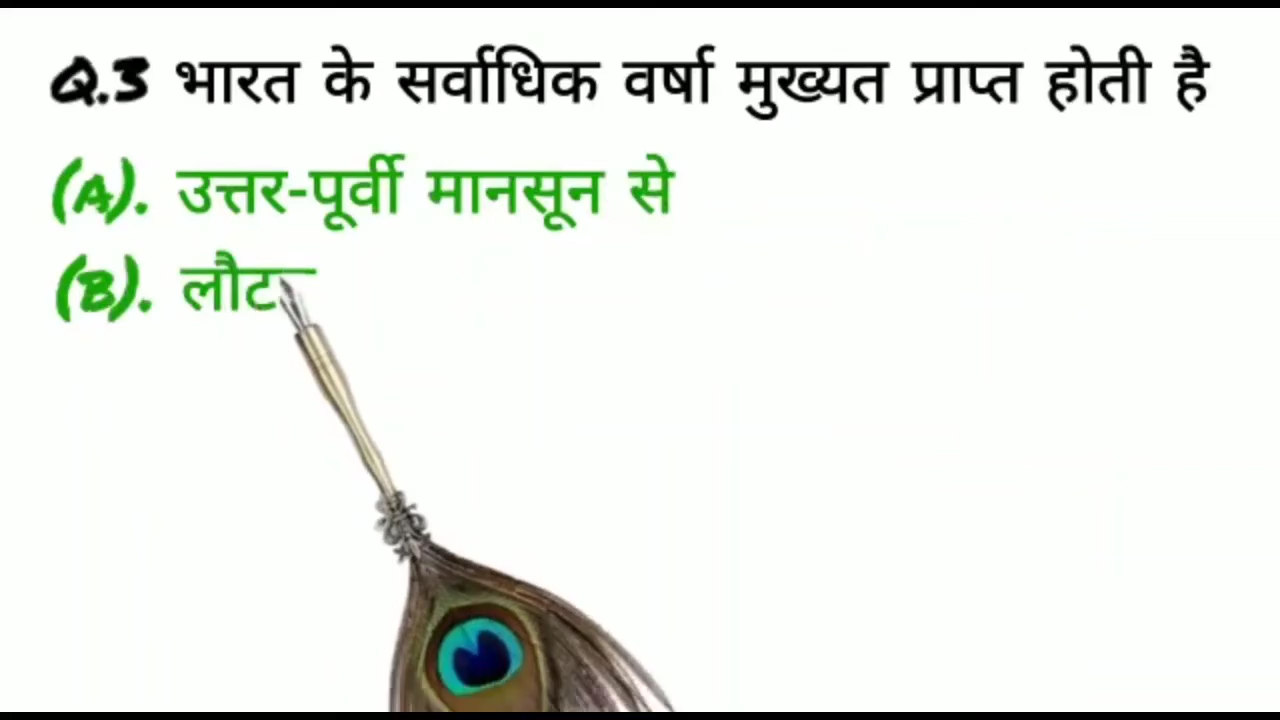 Q.3 भारत के सर्वाधिक वर्षा मुख्यत प्राप्त होती है
(A). उत्तर-पूर्वी मानसून से
(B). लौट